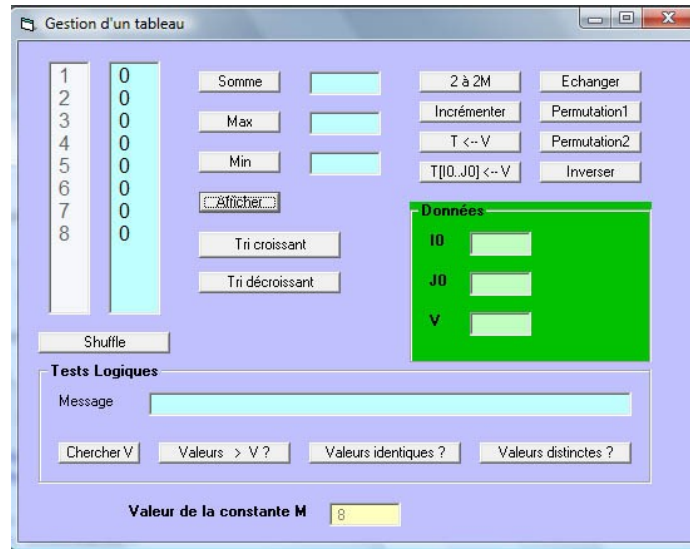 Gestion d'un tableau
1 0
2 0
3 0
4 0
5 0
6 0
7 0
8 0
Somme
Max
Min
Afficher
Tri croissant
Tri décroissant
2 à 2M
Echanger
Incrémenter
Permutation1
T <-- V
Permutation2
T[I0..J0] <-- V
Inverser
Données
I0
J0
V
Shuffle
Tests Logiques
Message
Chercher V
Valeurs > V ?
Valeurs identiques ?
Valeurs distinctes ?
Valeur de la constante M 8